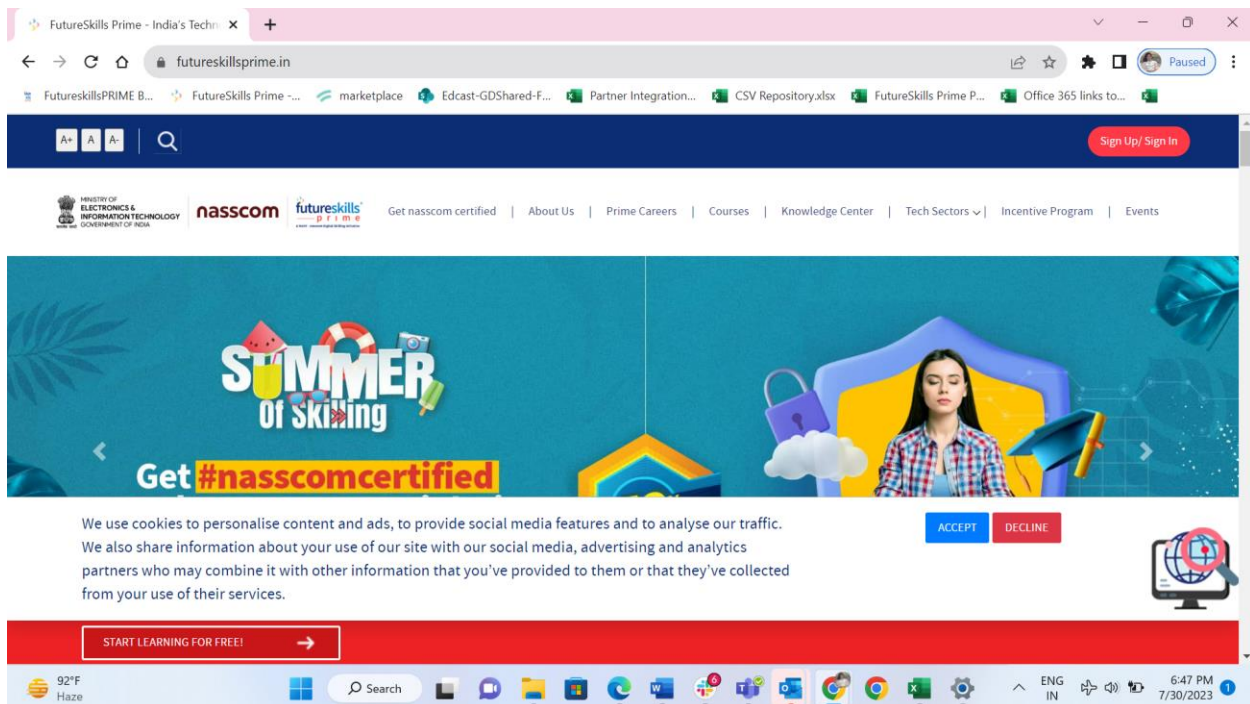 FutureSkills Prime - India's Techn
futureskillsprime.in
Paused
FutureskillsPRIME B... FutureSkills Prime -... marketplace Edcast-GDShared-F... Partner Integration... CSV Repository.xlsx FutureSkills Prime P... Office 365 links to...
A+ A A-
Sign Up/ Sign In
MINISTRY OF
ELECTRONICS &
INFORMATION TECHNOLOGY
GOVERNMENT OF INDIA
nasscom
futureskills
prime
Get nasscom certified | About Us | Prime Careers | Courses | Knowledge Center | Tech Sectors | Incentive Program | Events
SUMMER
Of Skilling
Get #nasscomcertified
We use cookies to personalise content and ads, to provide social media features and to analyse our traffic.
We also share information about your use of our site with our social media, advertising and analytics
partners who may combine it with other information that you've provided to them or that they've collected
from your use of their services.
ACCEPT DECLINE
START LEARNING FOR FREE!
92°F
Haze
Search
ENG
IN
6:47 PM
7/30/2023
1